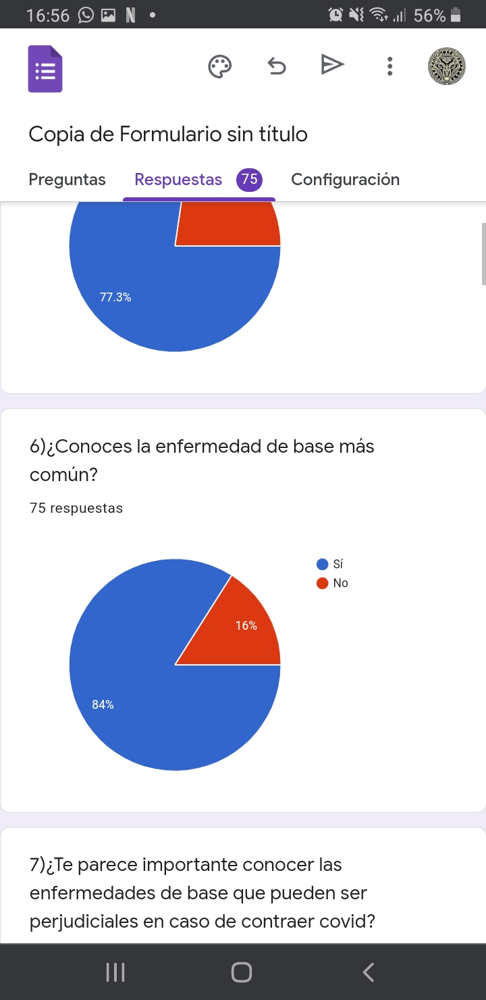 16:56
56%
Copia de Formulario sin título
Preguntas
Respuestas
75
Configuración
77.3%
6)¿Conoces la enfermedad de base más
común?
75 respuestas
Sí
No
16%
84%
7)¿Te parece importante conocer las
enfermedades de base que pueden ser
perjudiciales en caso de contraer covid?